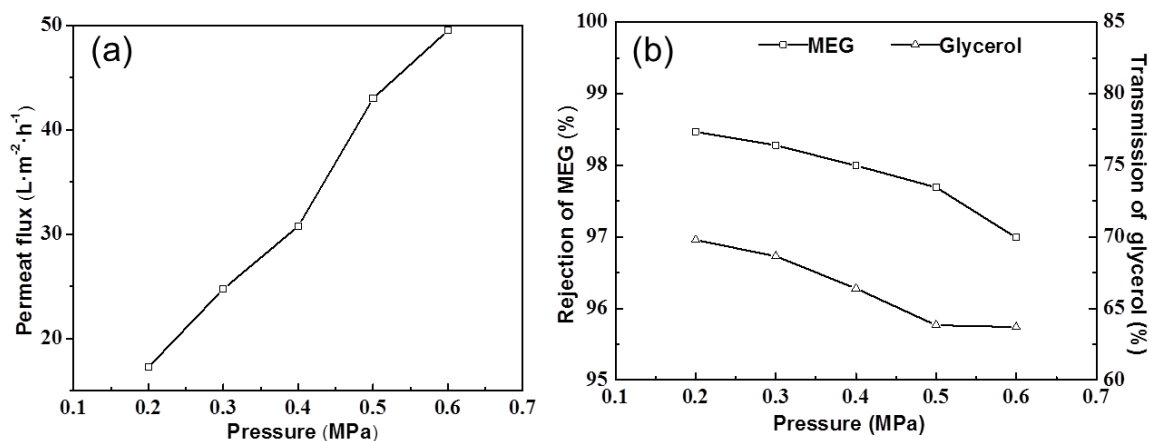 (a)
Permeat flux (L·m⁻²·h⁻¹)
50
40
30
20
0.1 0.2 0.3 0.4 0.5 0.6 0.7
Pressure (MPa)
(b)
MEG Glycerol
Rejection of MEG (%)
100
99
98
97
96
95
Transmission of glycerol (%)
85
80
75
70
65
60
0.1 0.2 0.3 0.4 0.5 0.6 0.7
Pressure (MPa)